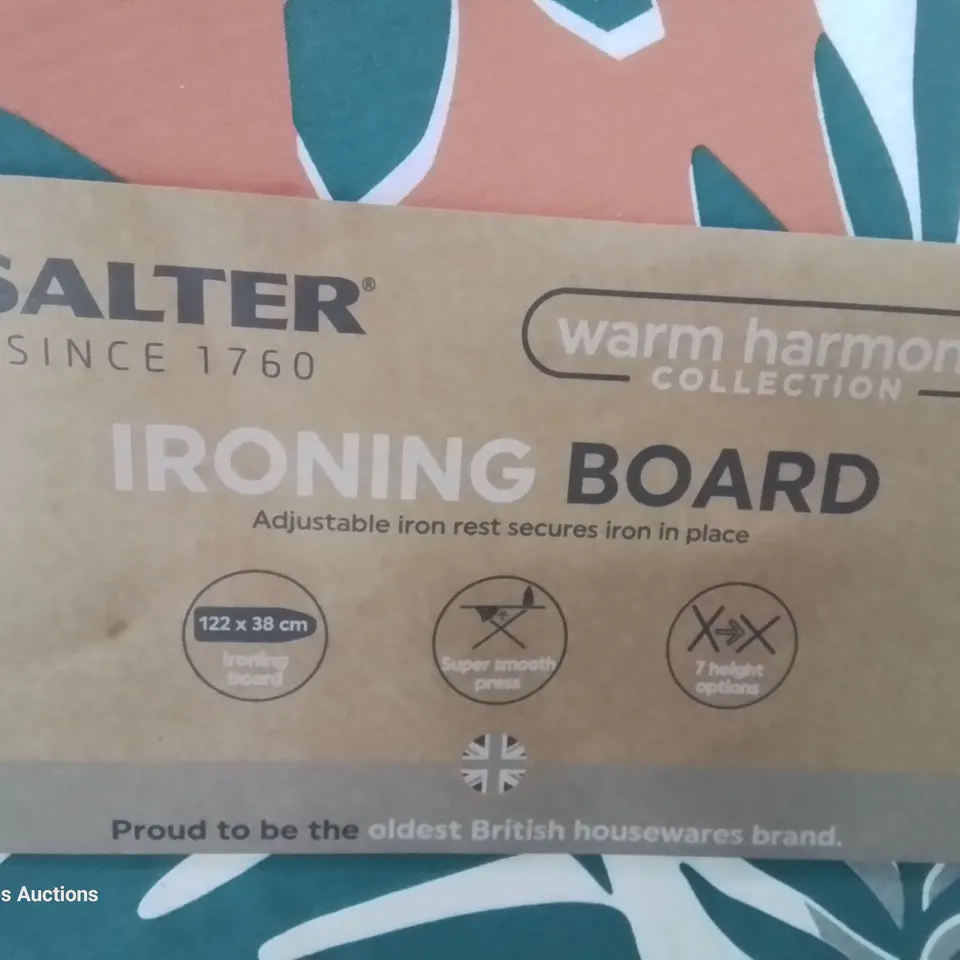 SALTER®
SINCE 1760
warm harmon
COLLECTION
IRONING BOARD
Adjustable iron rest secures iron in place
122 x 38 cm
Ironing
board
Super smooth
press
7 height
options
Proud to be the oldest British housewares brand.
s Auctions